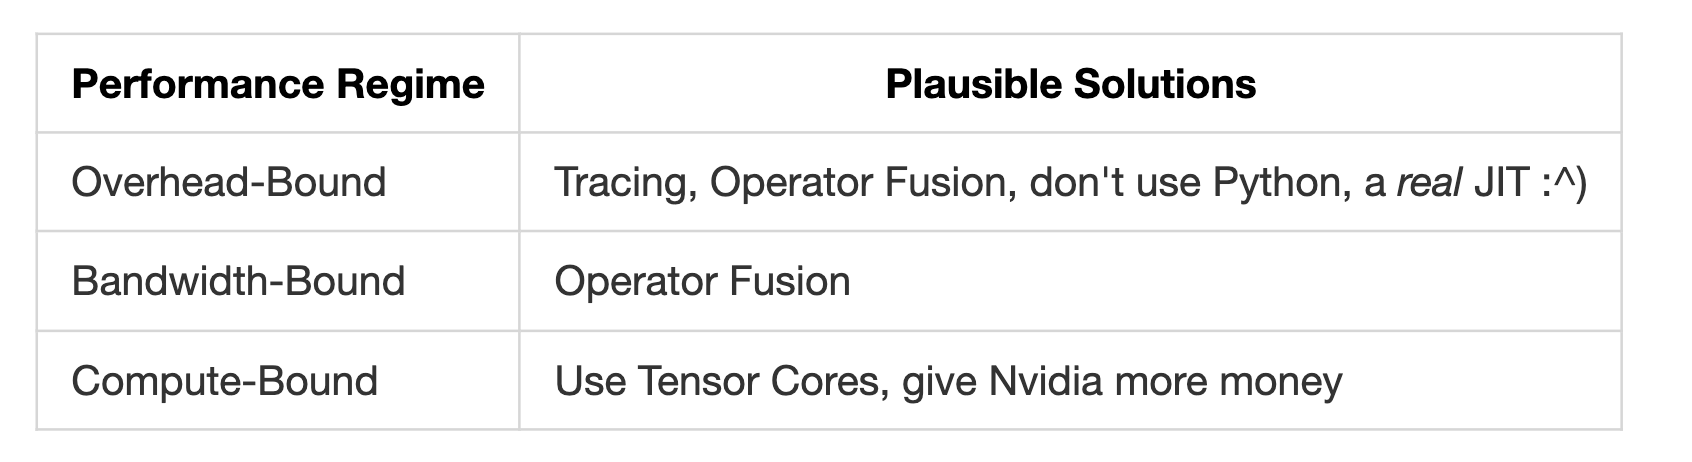 Performance Regime Plausible Solutions
Overhead-Bound Tracing, Operator Fusion, don't use Python, a real JIT :^)
Bandwidth-Bound Operator Fusion
Compute-Bound Use Tensor Cores, give Nvidia more money